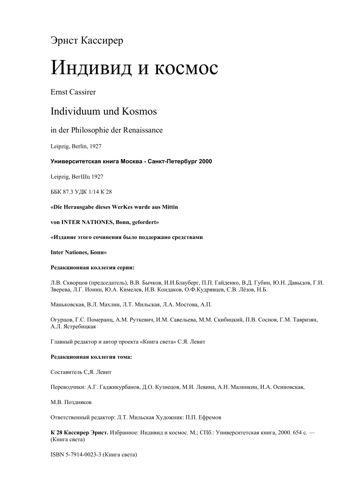 Эрнст Кассирер
Индивид и космос
Ernst Cassirer
Individuum und Kosmos
in der Philosophie der Renaissance
Leipzig, Berlin, 1927
Университетская книга Москва - Санкт-Петербург 2000
Leipzig, BerlIIn 1927
ББК 87.3 УДК 1/14 К 28
«Die Herausgabe dieses WerKes wurde aus Mittin
von INTER NATIONES, Bonn, gefordert»
«Издание этого сочинения было поддержано средствами
Inter Nationes, Бонн»
Редакционная коллегия серии:
Л.В. Скворцов (председатель), В.В. Бычков, И.И.Блауберг, П.П. Гайденко, В.Д. Губин, Ю.Н. Давыдов, Г.И.
Зверева, Л.Г. Ионин, Ю.А. Кимелев, И.В. Кондаков, О.Ф.Кудрявцев, С.В. Лёзов, Н.Б.
Маньковская, В.Л. Махлин, Л.Т. Мильская, Л.А. Мостова, А.П.
Огурцов, Г.С. Померанц, А.М. Руткевич, И.М. Савельева, М.М. Скибицкий, П.В. Соснов, Г.М. Тавризян,
А.Л. Ястребицкая
Главный редактор и автор проекта «Книга света» С.Я. Левит
Редакционная коллегия тома:
Составитель С,Я. Левит
Переводчики: А.Г. Гаджикурбанов, Д.О. Кузнецов, М.И. Левина, А.Н. Малинкин, И.А. Осиновская,
М.В. Поздняков
Ответственный редактор: Л.Т. Мильская Художник: П.П. Ефремов
К 28 Кассирер Эрнст. Избранное: Индивид и космос. М.; СПб.: Университетская книга, 2000. 654 с. —
(Книга света)
ISBN 5-7914-0023-3 (Книга света)